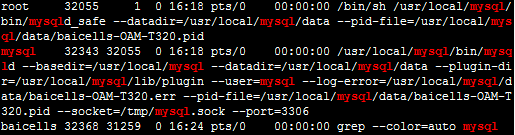 root     32055     1  0 16:18 pts/0    00:00:00 /bin/sh /usr/local/mysql/
bin/mysqld_safe --datadir=/usr/local/mysql/data --pid-file=/usr/local/my
sql/data/baicells-OAM-T320.pid
mysql    32343 32055  0 16:18 pts/0    00:00:00 /usr/local/mysql/bin/mysq
ld --basedir=/usr/local/mysql --datadir=/usr/local/mysql/data --plugin-di
r=/usr/local/mysql/lib/plugin --user=mysql --log-error=/usr/local/mysql/d
ata/baicells-OAM-T320.err --pid-file=/usr/local/mysql/data/baicells-OAM-T
320.pid --socket=/tmp/mysql.sock --port=3306
baicells 32368 31259  0 16:24 pts/0    00:00:00 grep --color=auto mysql